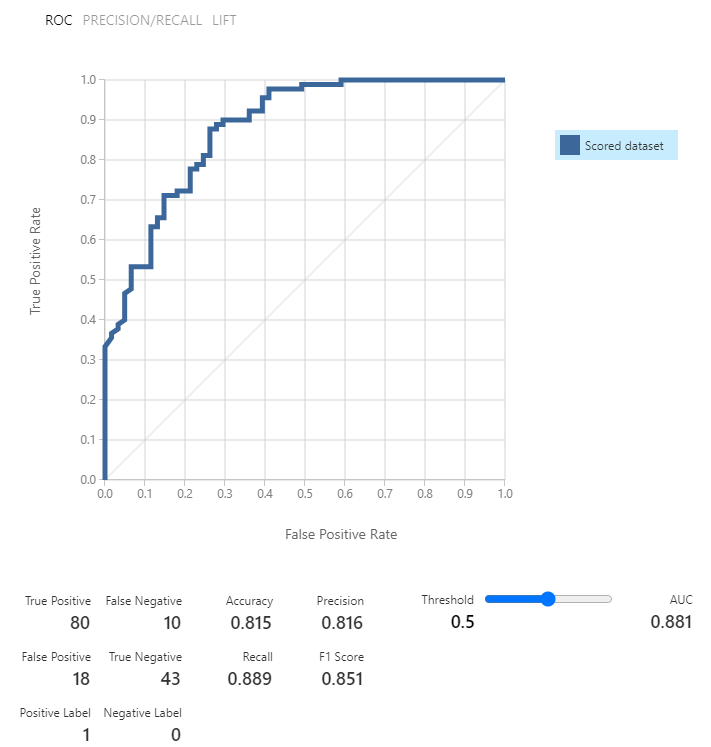 ROC PRECISION/RECALL LIFT
1.0
0.9
0.8
0.7
0.6
0.5
0.4
0.3
0.2
0.1
0.0
True Positive Rate
0.0 0.1 0.2 0.3 0.4 0.5 0.6 0.7 0.8 0.9 1.0
False Positive Rate
Scored dataset
True Positive False Negative Accuracy Precision Threshold AUC
80 10 0.815 0.816 0.5 0.881
False Positive True Negative Recall F1 Score
18 43 0.889 0.851
Positive Label Negative Label
1 0